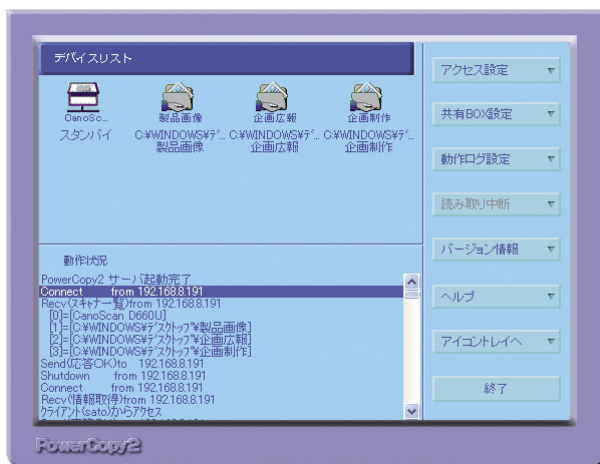 デバイスリスト
CanoSc...
スタンバイ
製品画像
C:¥WINDOWS¥デ...
製品画像
企画広報
C:¥WINDOWS¥デ...
企画広報
企画制作
C:¥WINDOWS¥デ...
企画制作
アクセス設定
共有BOX設定
動作ログ設定
読み取り中断
バージョン情報
ヘルプ
アイコントレイへ
終了
動作状況
PowerCopy2 サーバ起動完了
Connect from 192.168.8.191
Recv(スキャナ一覧)from 192.168.8.191
[0]=[CanoScan D660U]
[1]=[C:¥WINDOWS¥デスクトップ¥製品画像]
[2]=[C:¥WINDOWS¥デスクトップ¥企画広報]
[3]=[C:¥WINDOWS¥デスクトップ¥企画制作]
Send(応答OK)to 192.168.8.191
Shutdown from 192.168.8.191
Connect from 192.168.8.191
Recv(情報取得)from 192.168.8.191
クライアント(sato)からアクセス
PowerCopy2